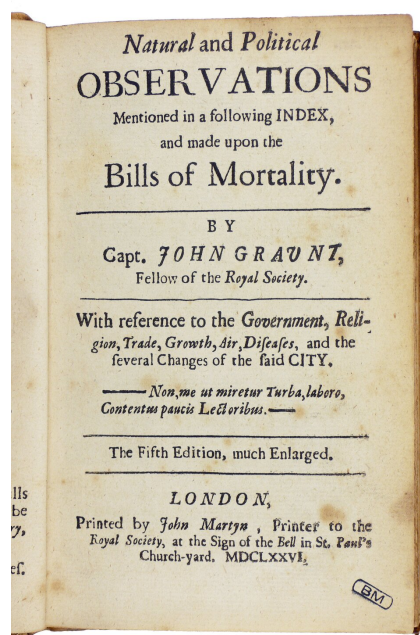 Natural and Political
OBSERVATIONS
Mentioned in a following INDEX,
and made upon the
Bills of Mortality.
BY
Capt. JOHN GRAUNT,
Fellow of the Royal Society.
With reference to the Government, Reli-
gion, Trade, Growth, Air, Diseases, and the
several Changes of the said CITY.
—— Non, me ut miretur Turba, laboro,
Contentus paucis Lectoribus. ——
The Fifth Edition, much Enlarged.
LONDON,
Printed by John Martyn , Printer to the
Royal Society, at the Sign of the Bell in St. Paul's
Church-yard. MDCLXXVI.
BM
lls
be
ry,
es.